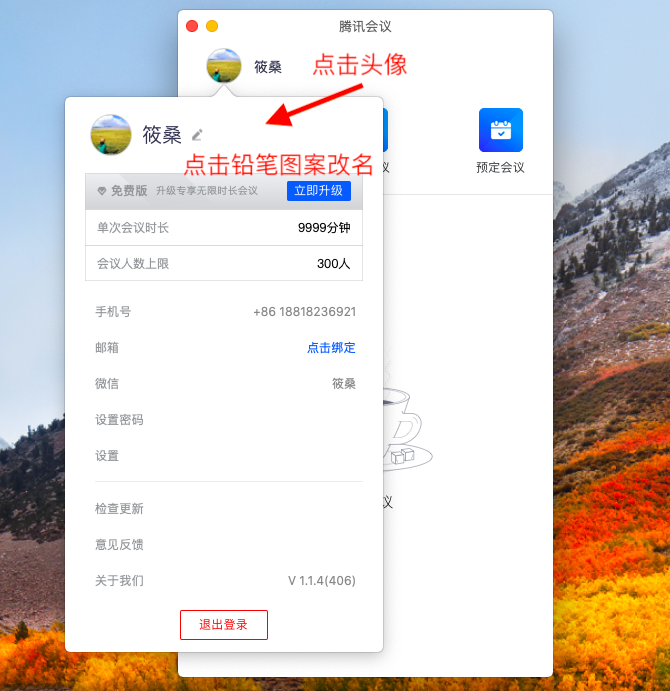 腾讯会议
筱桑
点击头像
筱桑
议
预定会议
点击铅笔图案改名
免费版 升级专享无限时长会议 立即升级
单次会议时长 9999分钟
会议人数上限 300人
手机号 +86 18818236921
邮箱 点击绑定
微信 筱桑
设置密码
设置
议
检查更新
意见反馈
关于我们 V 1.1.4(406)
退出登录